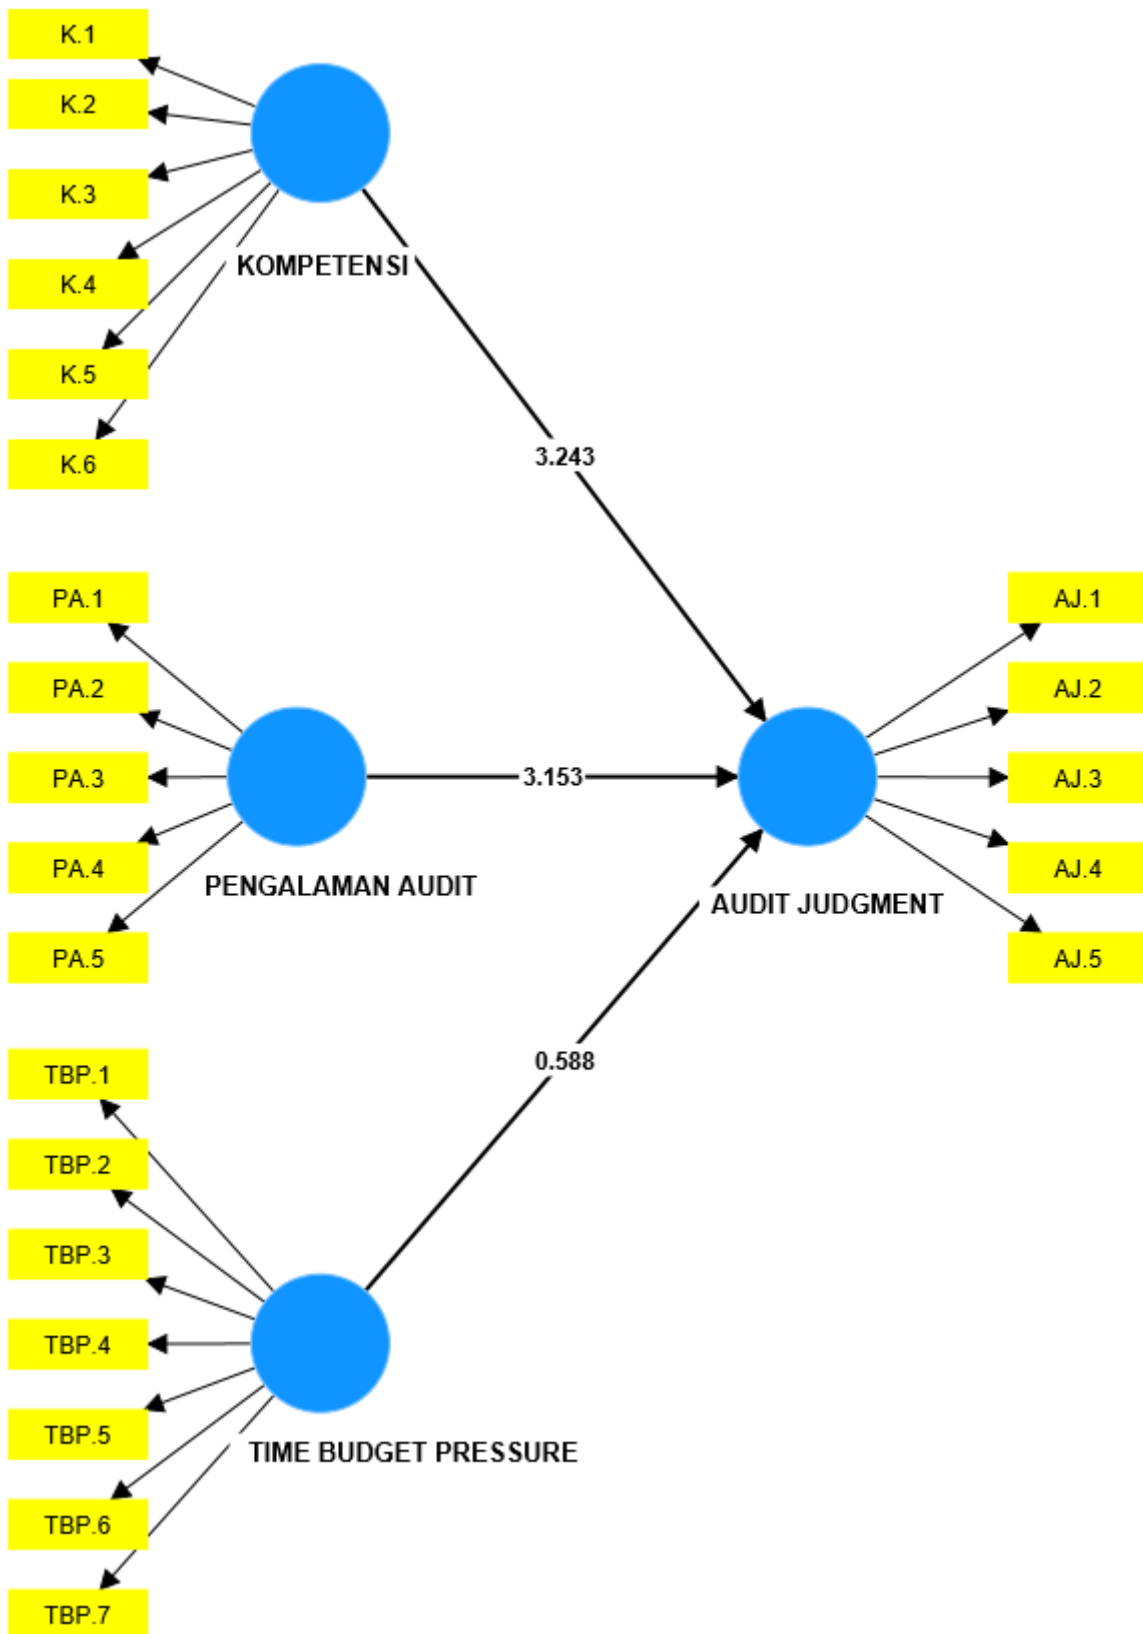 K.1
K.2
K.3
K.4
K.5
K.6
KOMPETENSI
3.243
PA.1
PA.2
PA.3
PA.4
PA.5
PENGALAMAN AUDIT
3.153
AUDIT JUDGMENT
AJ.1
AJ.2
AJ.3
AJ.4
AJ.5
0.588
TBP.1
TBP.2
TBP.3
TBP.4
TBP.5
TBP.6
TBP.7
TIME BUDGET PRESSURE